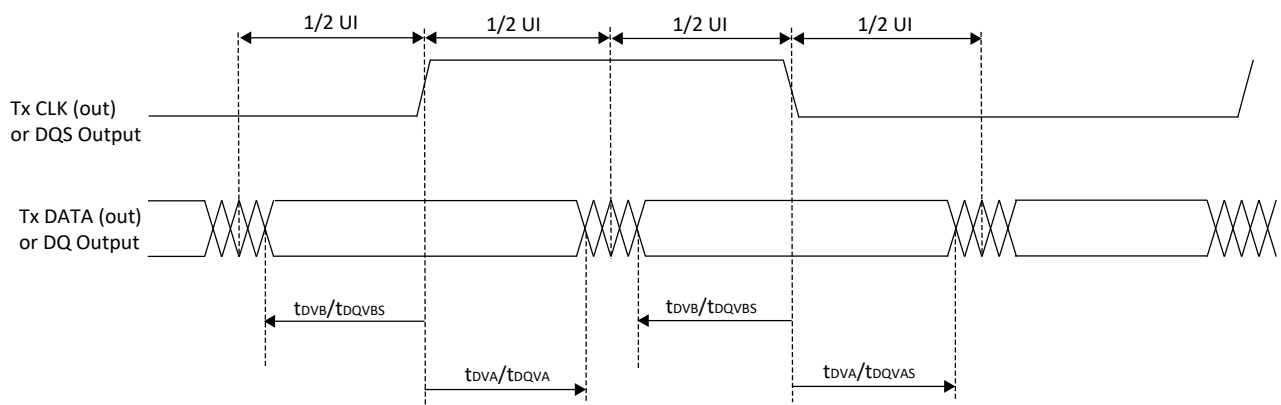 1/2 UI
1/2 UI
1/2 UI
1/2 UI
Tx CLK (out)
or DQS Output
Tx DATA (out)
or DQ Output
tDVB/tDQVBS
tDVB/tDQVBS
tDVA/tDQVA
tDVA/tDQVAS